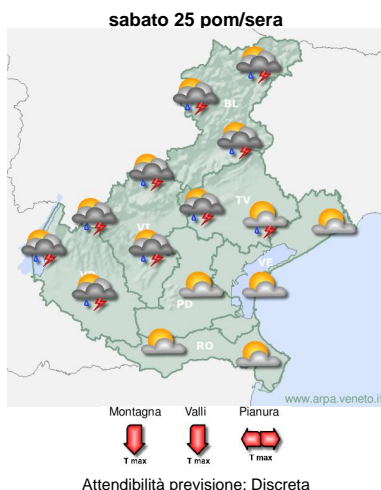 sabato 25 pom/sera
BL
TV
VI
VE
VR
PD
RO
www.arpa.veneto.it
Montagna Valli Pianura
T max T max T max
Attendibilità previsione: Discreta